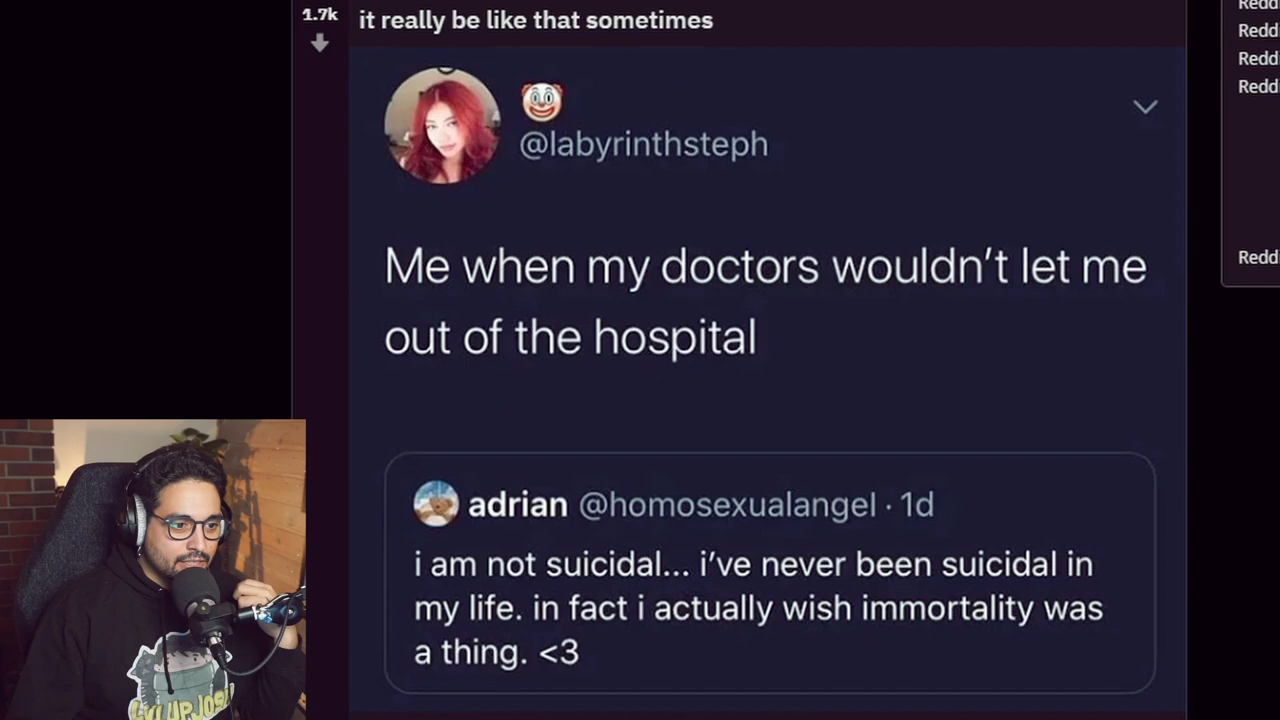 1.7k
it really be like that sometimes
@labyrinthsteph
Me when my doctors wouldn't let me
out of the hospital
adrian @homosexualangel · 1d
i am not suicidal... i've never been suicidal in
my life. in fact i actually wish immortality was
a thing. <3
Redd
Redd
Redd
Redd